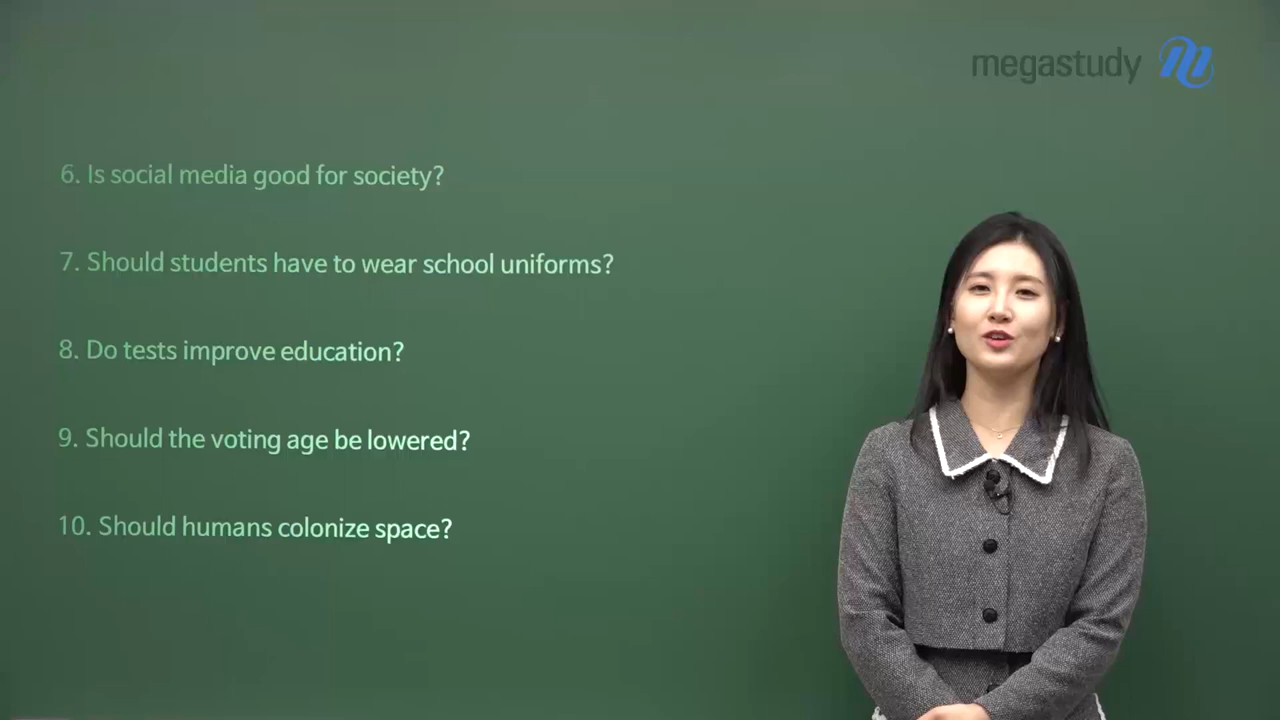 megastudy
6. Is social media good for society?
7. Should students have to wear school uniforms?
8. Do tests improve education?
9. Should the voting age be lowered?
10. Should humans colonize space?